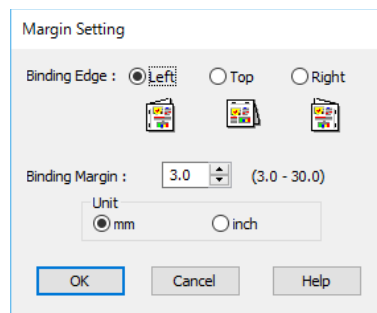 Margin Setting
Binding Edge : Left Top Right
Binding Margin : 3.0 (3.0 - 30.0)
Unit
mm inch
OK Cancel Help